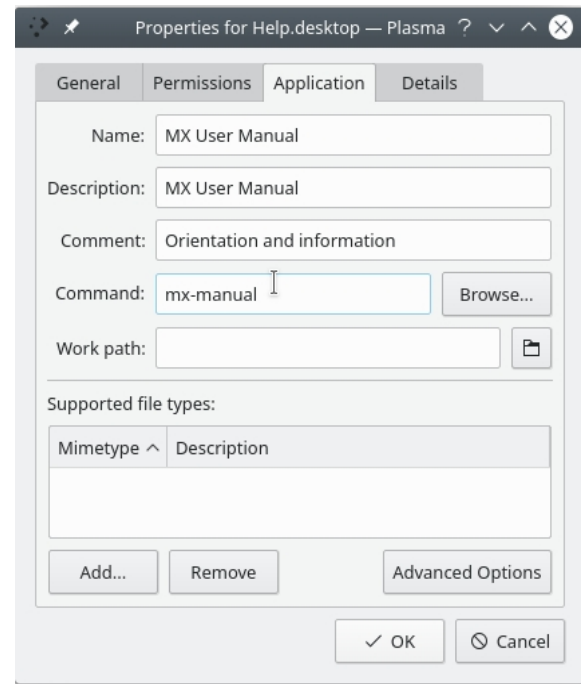 Properties for Help.desktop — Plasma ?
General Permissions Application Details
Name: MX User Manual
Description: MX User Manual
Comment: Orientation and information
Command: mx-manual Browse...
Work path:
Supported file types:
Mimetype Description
Add... Remove Advanced Options
OK Cancel